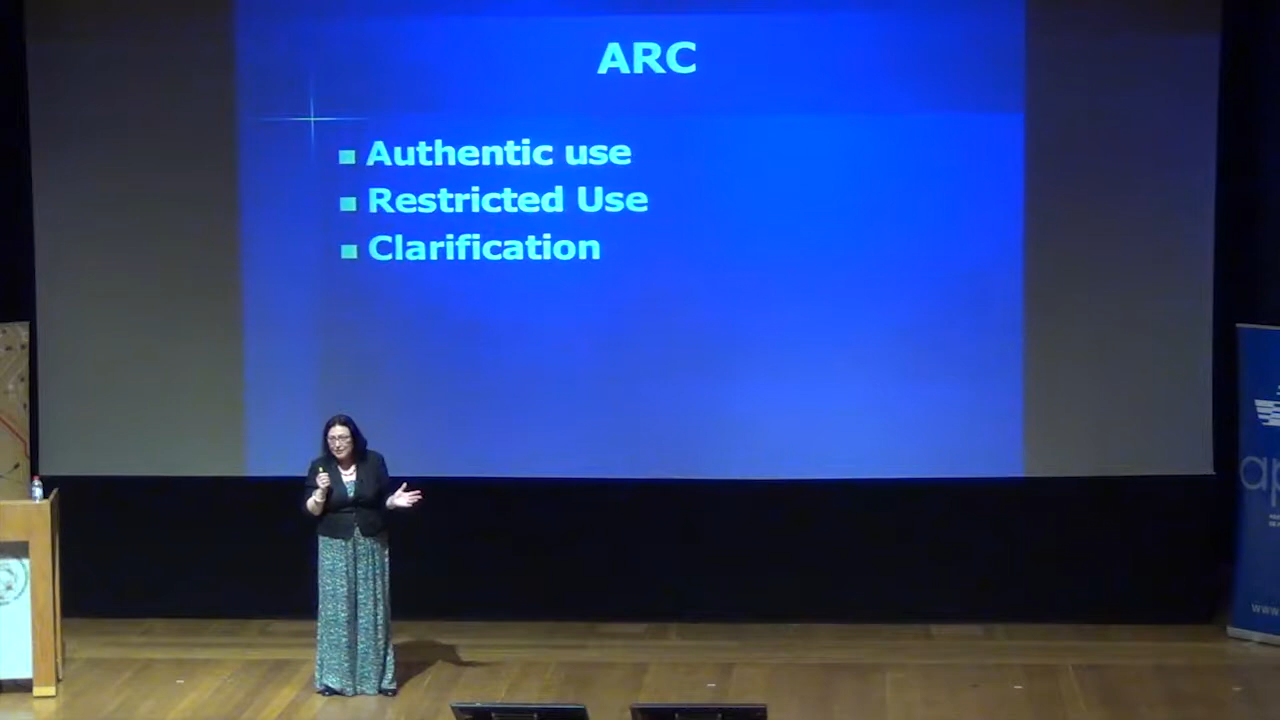 ARC
Authentic use
Restricted Use
Clarification